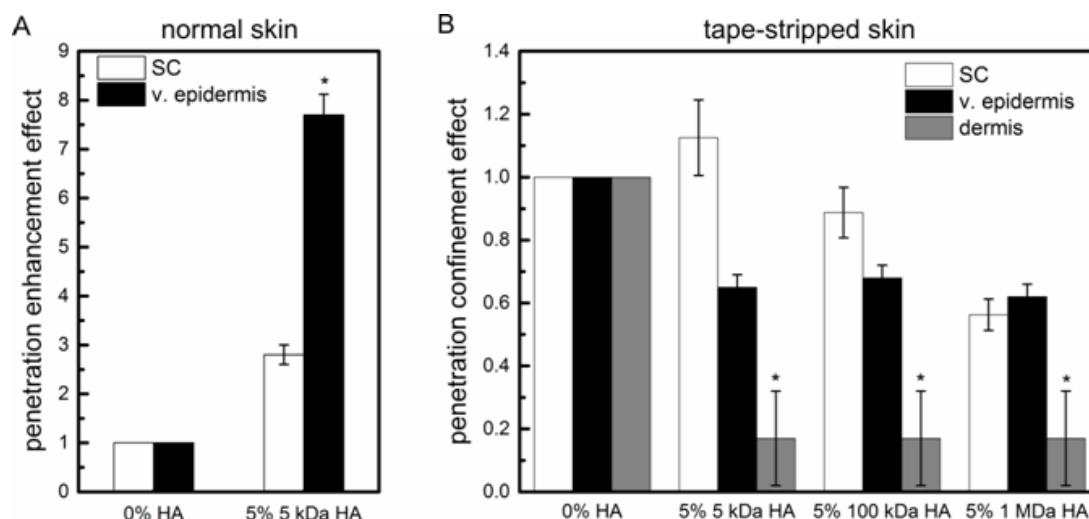 A
normal skin
penetration enhancement effect
9
8
7
6
5
4
3
2
1
0
SC
v. epidermis
*
0% HA
5% 5 kDa HA
B
tape-stripped skin
penetration confinement effect
1.4
1.2
1.0
0.8
0.6
0.4
0.2
0.0
SC
v. epidermis
dermis
*
*
*
0% HA
5% 5 kDa HA
5% 100 kDa HA
5% 1 MDa HA